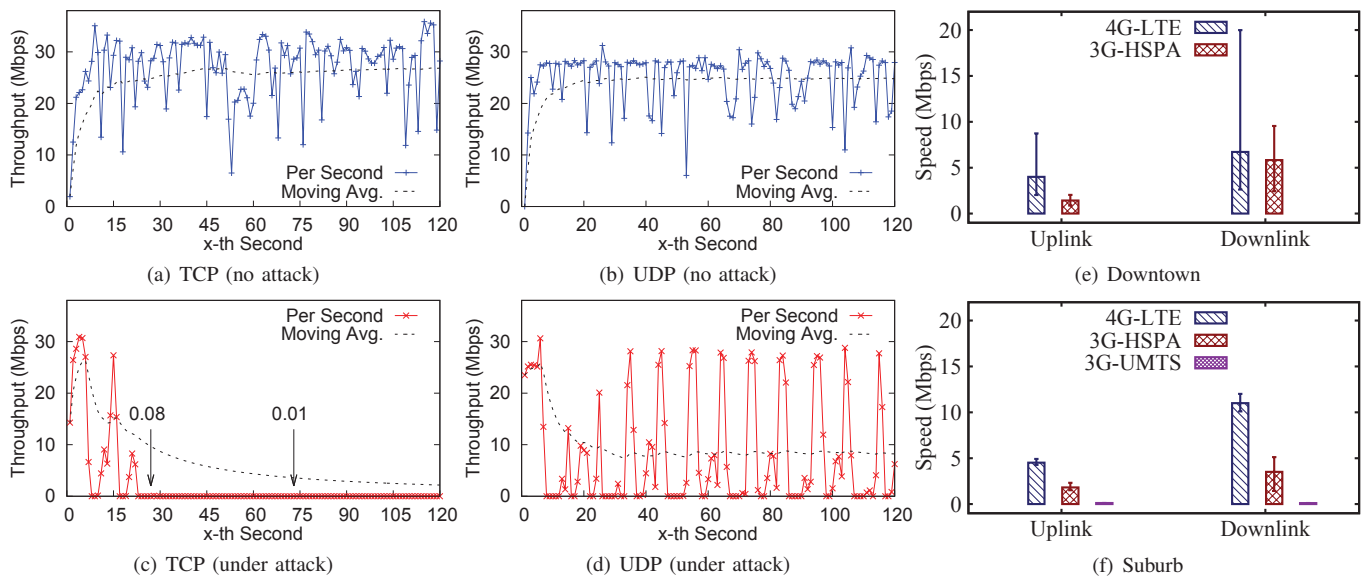 Throughput (Mbps)
30
20
10
0
Per Second
Moving Avg.
0 15 30 45 60 75 90 105 120
x-th Second
(a) TCP (no attack)
Throughput (Mbps)
30
20
10
0
Per Second
Moving Avg.
0 20 40 60 80 100 120
x-th Second
(b) UDP (no attack)
Speed (Mbps)
20
15
10
5
0
4G-LTE
3G-HSPA
Uplink Downlink
(e) Downtown
Throughput (Mbps)
30
20
10
0
Per Second
Moving Avg.
0.08
0.01
0 15 30 45 60 75 90 105 120
x-th Second
(c) TCP (under attack)
Throughput (Mbps)
30
20
10
0
Per Second
Moving Avg.
0 20 40 60 80 100 120
x-th Second
(d) UDP (under attack)
Speed (Mbps)
20
15
10
5
0
4G-LTE
3G-HSPA
3G-UMTS
Uplink Downlink
(f) Suburb